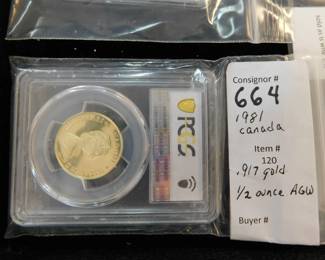 PCGS
Consignor #
664
1981
canada
Item #
120
.917 gold
1/2 ounce AGW
Buyer #